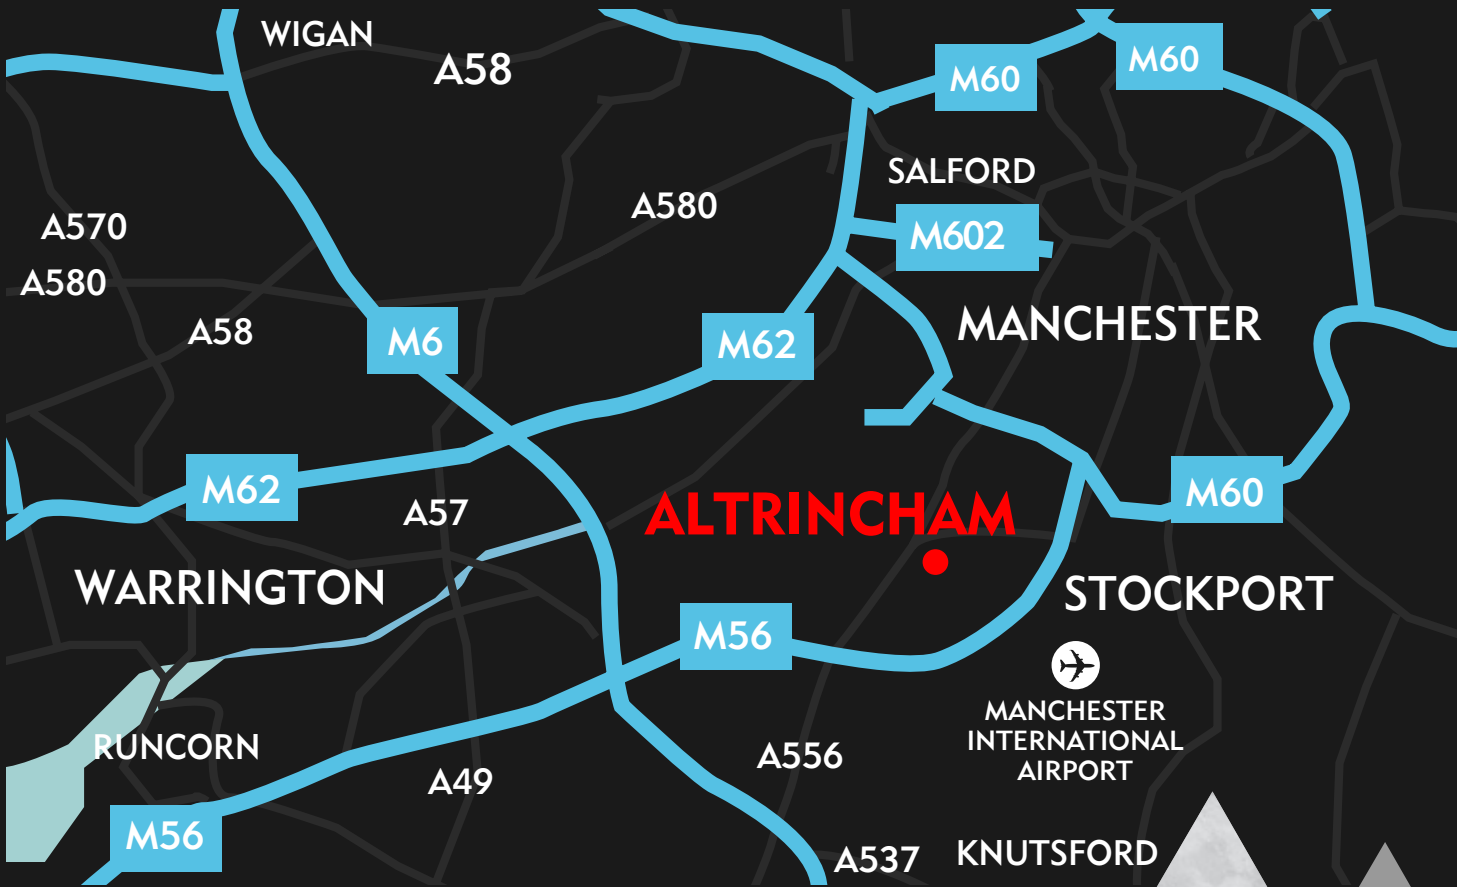 WIGAN
A58
M60
M60
SALFORD
A580
A570
M602
A580
A58
MANCHESTER
M6
M62
M62
M60
A57
ALTRINCHAM
WARRINGTON
STOCKPORT
M56
MANCHESTER
INTERNATIONAL
AIRPORT
RUNCORN
A556
A49
M56
A537
KNUTSFORD